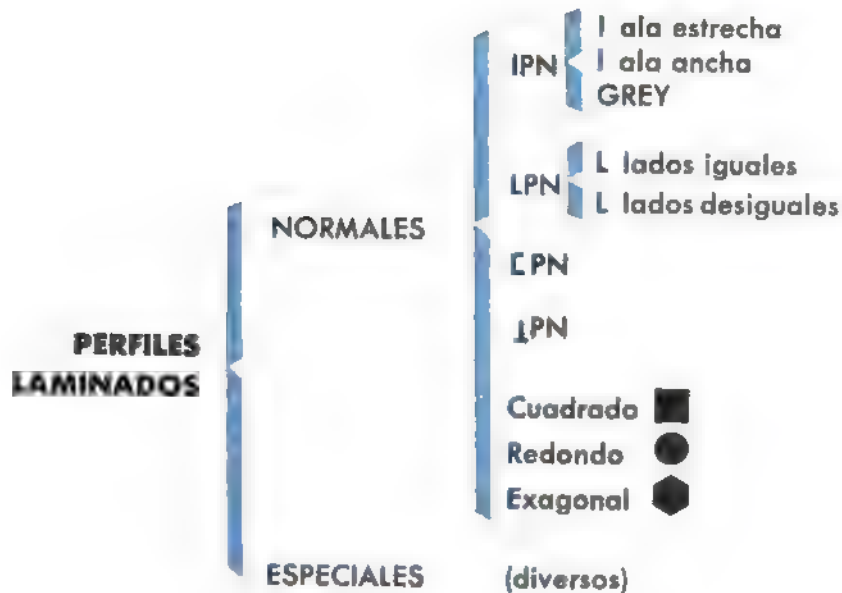 PERFILES
LAMINADOS
NORMALES
IPN
I ala estrecha
I ala ancha
GREY
LPN
L lados iguales
L lados desiguales
[ PN
⊥PN
Cuadrado
Redondo
Exagonal
ESPECIALES
(diversos)